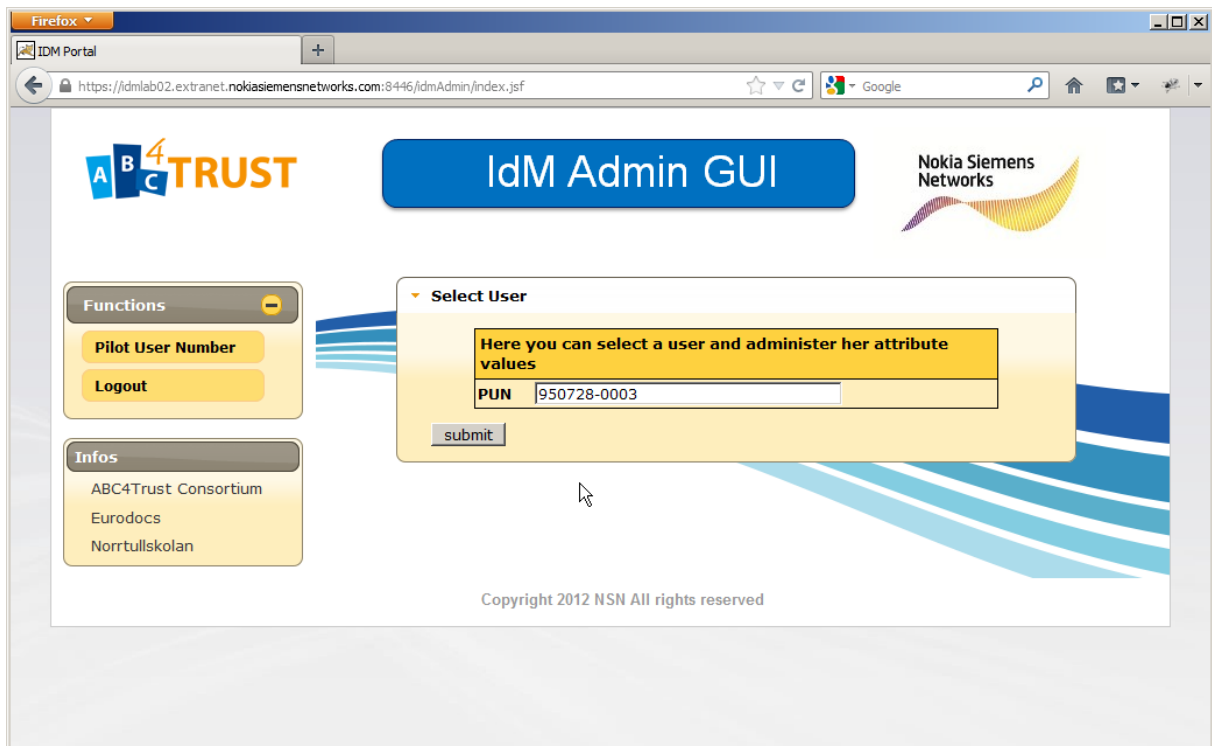 Firefox
IDM Portal
https://idmlab02.extranet.nokiasiemensnetworks.com:8446/idmAdmin/index.jsf
Google
ABC4TRUST
IdM Admin GUI
Nokia Siemens
Networks
Functions
Pilot User Number
Logout
Infos
ABC4Trust Consortium
Eurodocs
Norrtullskolan
Select User
Here you can select a user and administer her attribute
values
PUN 950728-0003
submit
Copyright 2012 NSN All rights reserved